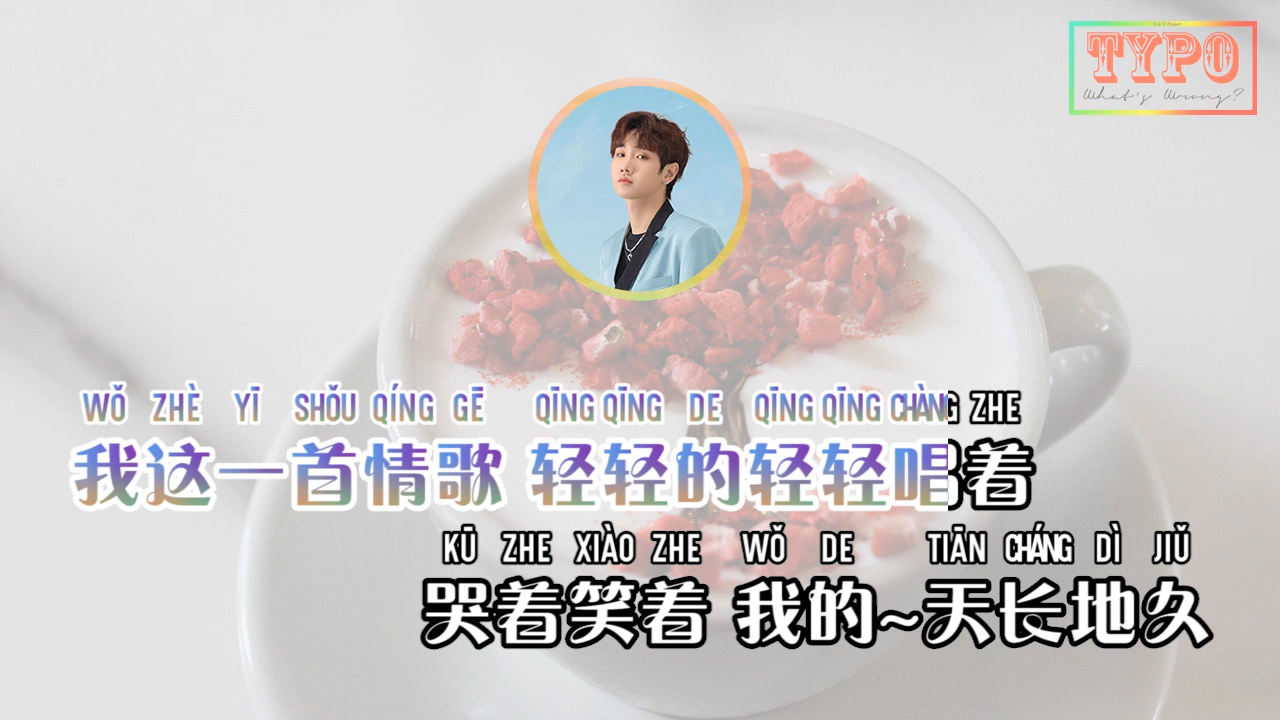 TYPO
What's Wrong?
WǑ ZHÈ YĪ SHǑU QÍNG GĒ QĪNG QĪNG DE QĪNG QĪNG CHÀNG ZHE
我这一首情歌 轻轻的轻轻唱着
KŪ ZHE XIÀO ZHE WǑ DE TIĀN CHÁNG DÌ JIǓ
哭着笑着 我的~天长地久